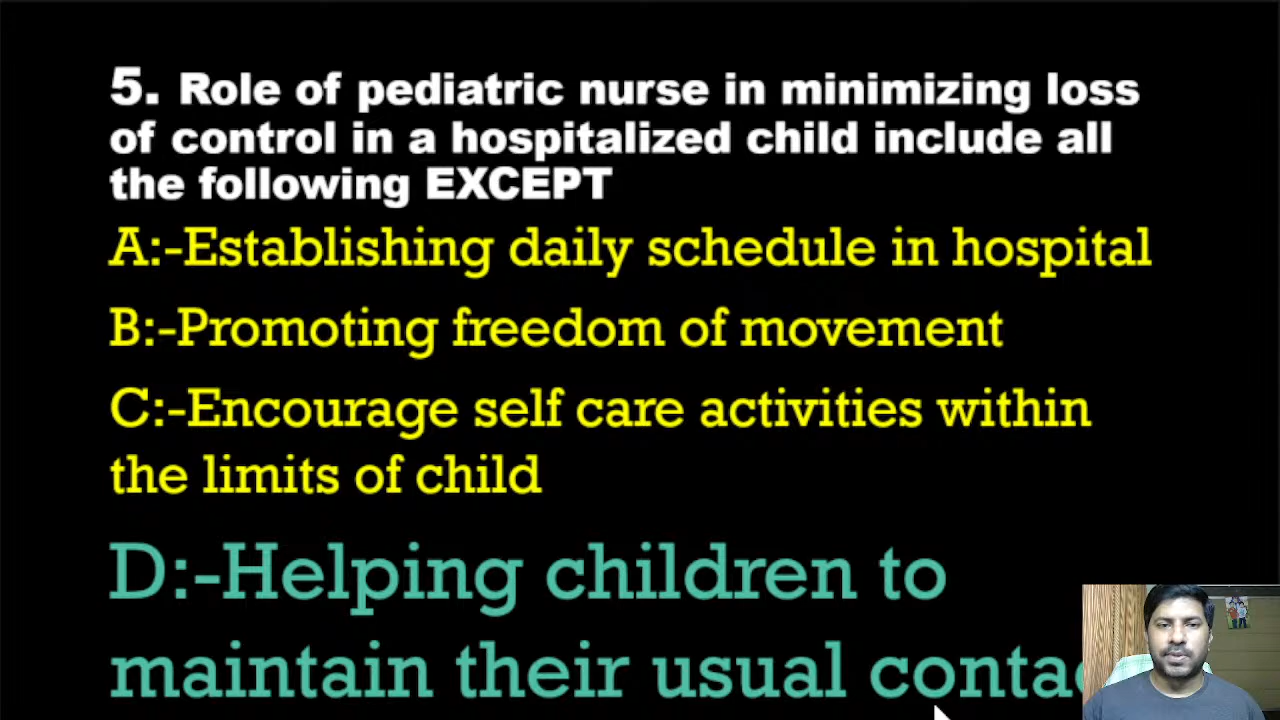 5. Role of pediatric nurse in minimizing loss
of control in a hospitalized child include all
the following EXCEPT
A:-Establishing daily schedule in hospital
B:-Promoting freedom of movement
C:-Encourage self care activities within
the limits of child
D:-Helping children to
maintain their usual